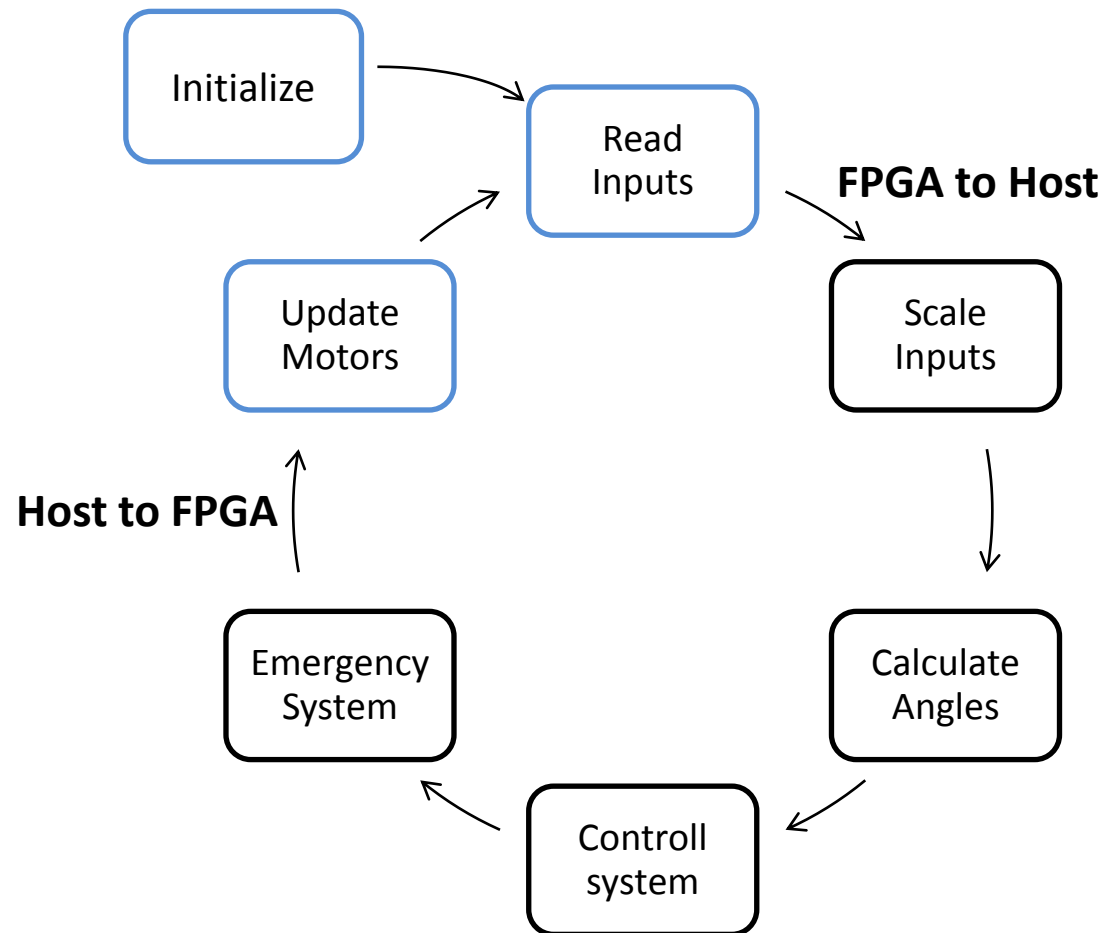 Initialize
Read
Inputs
FPGA to Host
Scale
Inputs
Calculate
Angles
Controll
system
Emergency
System
Host to FPGA
Update
Motors